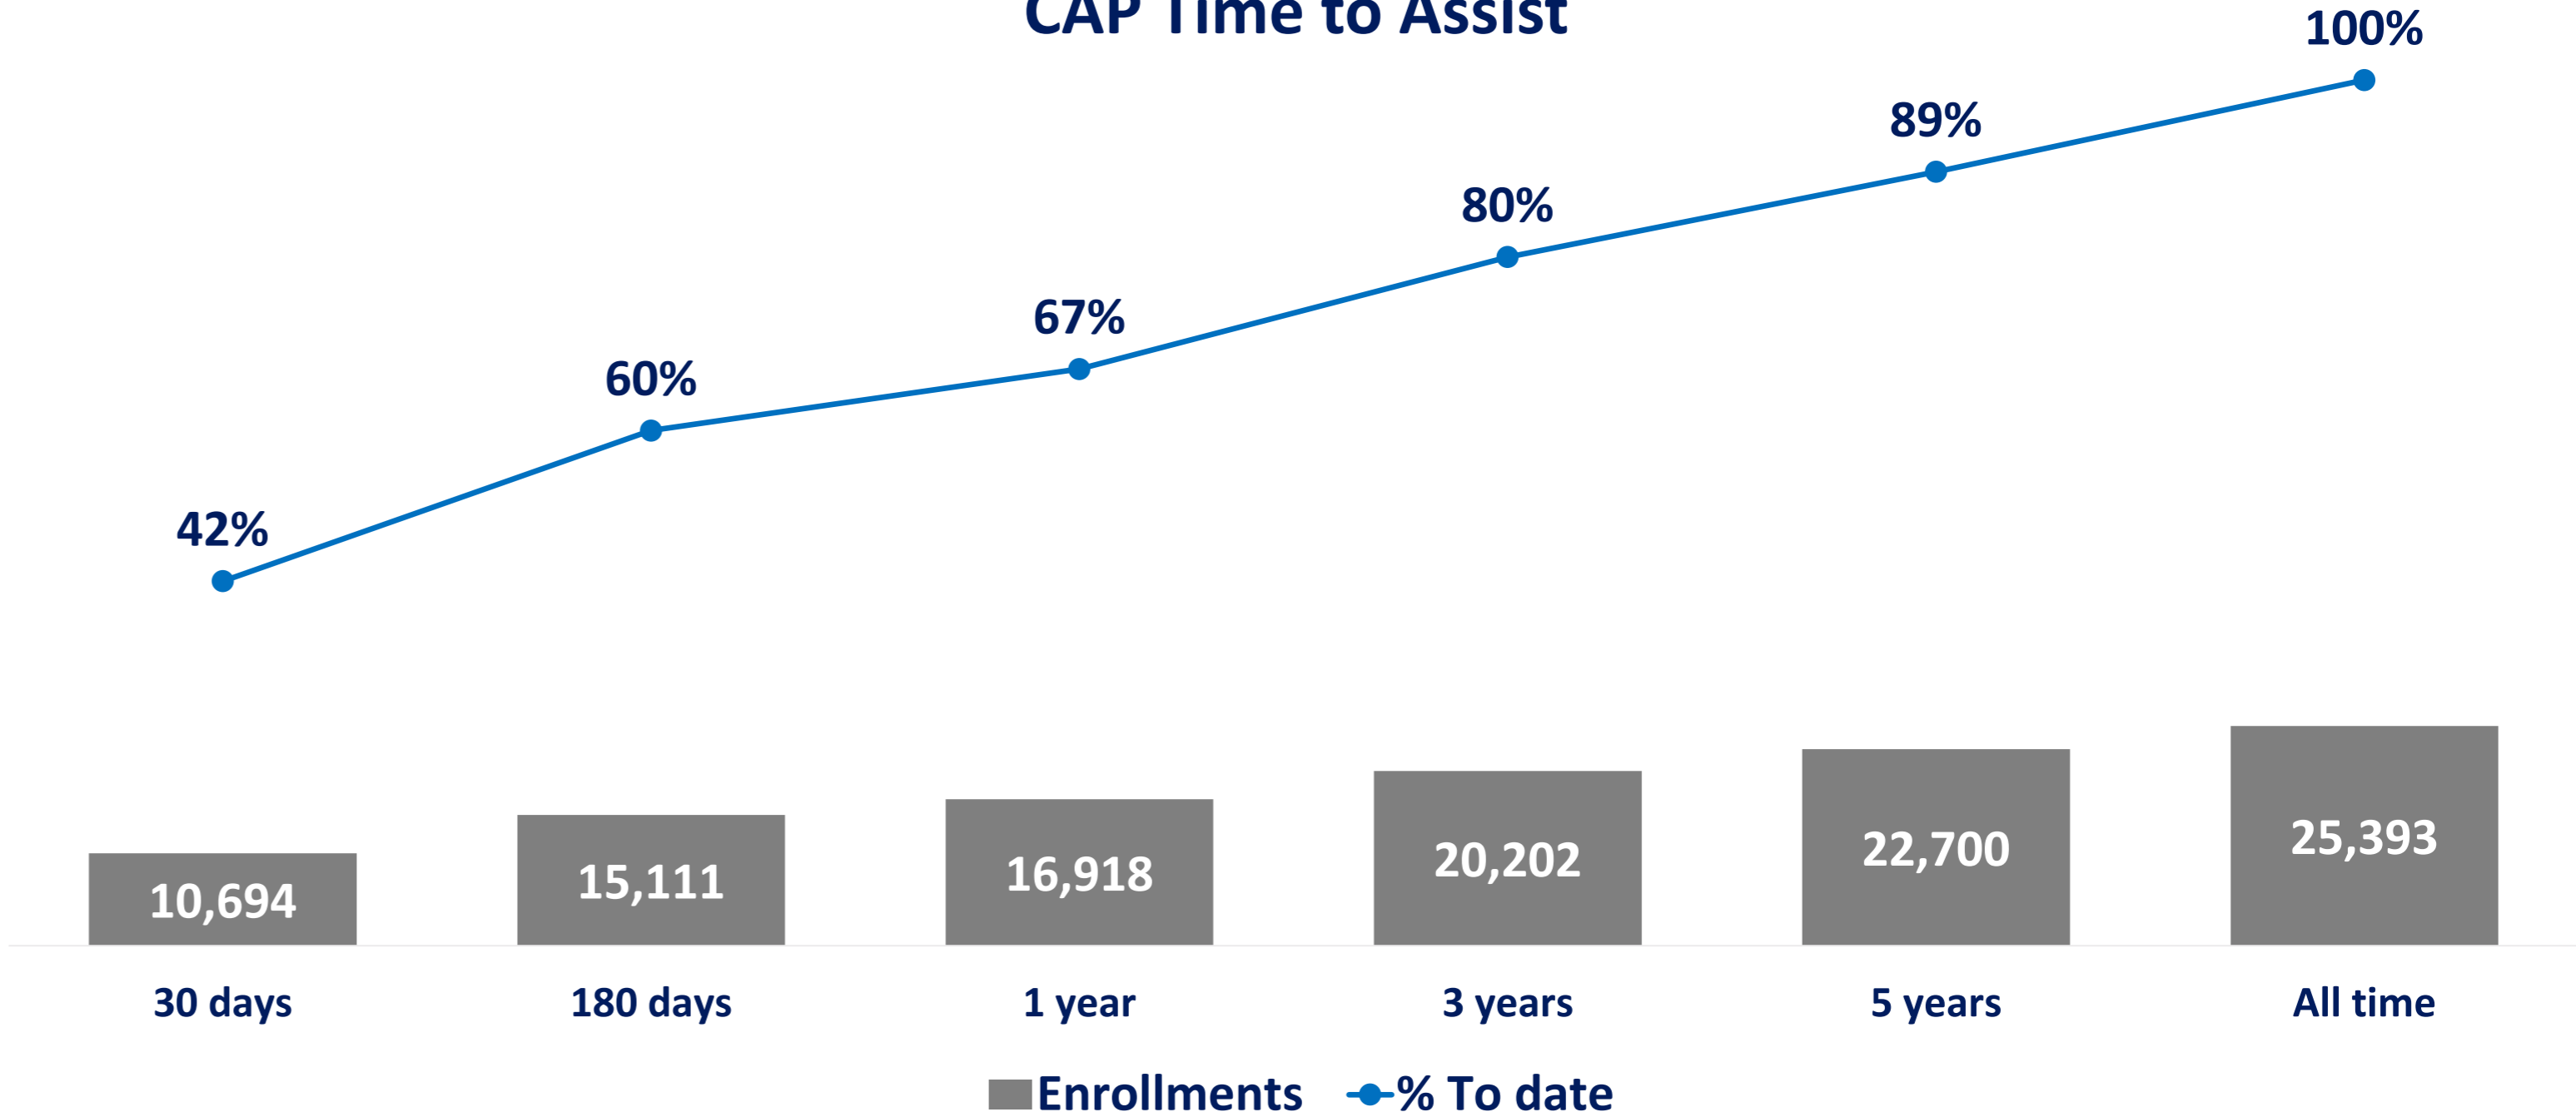 CAP Time to Assist
100%
89%
80%
67%
60%
42%
10,694
15,111
16,918
20,202
22,700
25,393
30 days
180 days
1 year
3 years
5 years
All time
Enrollments
% To date